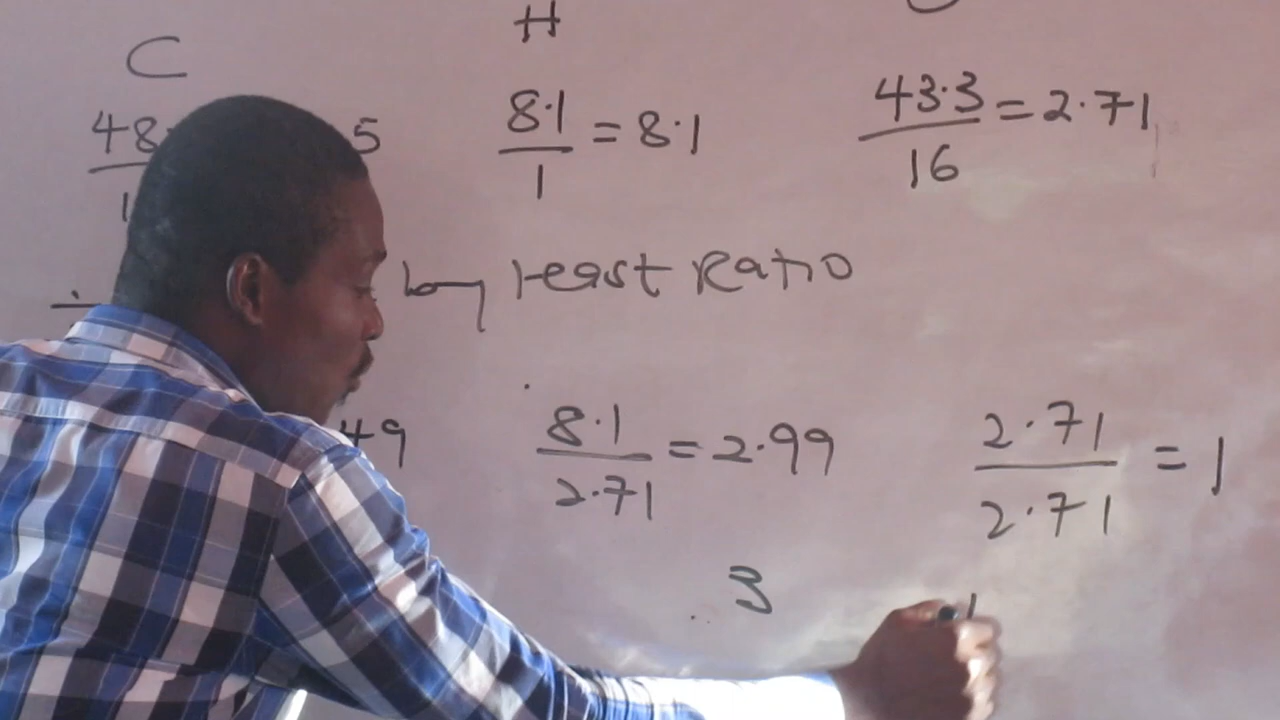 C H
48 5 8.1/1 = 8.1 43.3/16 = 2.71
÷ by least Ratio
49 8.1/2.71 = 2.99 2.71/2.71 = 1
3 1